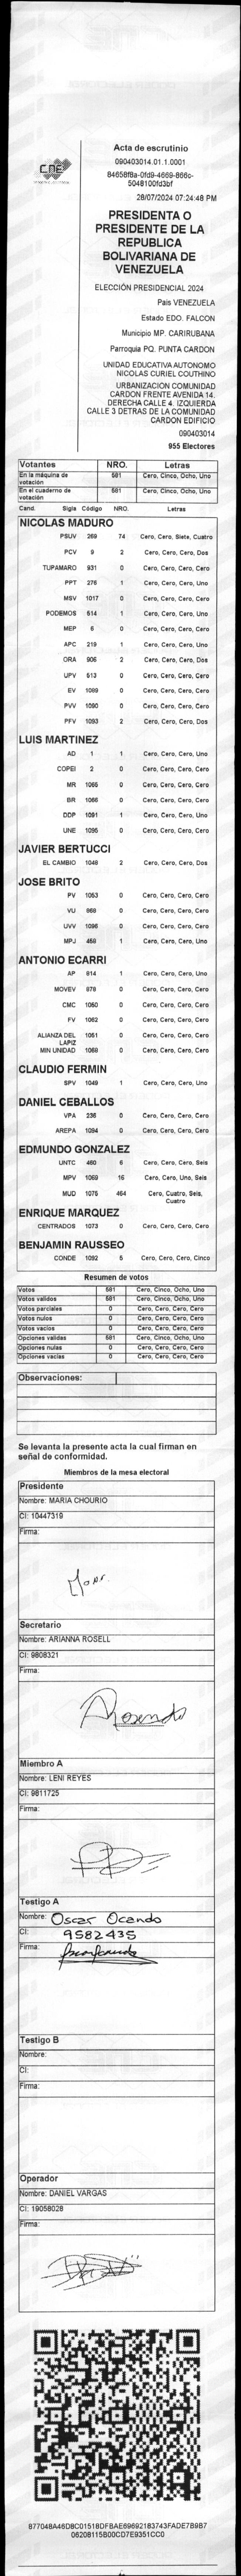 CNE
Acta de escrutinio
090403014.01.1.0001
84658f8a-0fd9-4669-866c-
5048100fd3bf
28/07/2024 07:24:48 PM
PRESIDENTA O
PRESIDENTE DE LA
REPUBLICA
BOLIVARIANA DE
VENEZUELA
ELECCIÓN PRESIDENCIAL 2024
Pais VENEZUELA
Estado EDO. FALCON
Municipio MP. CARIRUBANA
Parroquia PQ. PUNTA CARDON
UNIDAD EDUCATIVA AUTONOMO
NICOLAS CURIEL COUTHINO
URBANIZACIÓN COMUNIDAD
CARDON FRENTE AVENIDA 14.
DERECHA CALLE 4. IZQUIERDA
CALLE 3 DETRAS DE LA COMUNIDAD
CARDON EDIFICIO
090403014
955 Electores
Votantes NRO. Letras
En la máquina de votación 581 Cero, Cinco, Ocho, Uno
En el cuaderno de votación 581 Cero, Cinco, Ocho, Uno
Cand. Sigla Código NRO. Letras
NICOLAS MADURO
PSUV 269 74 Cero, Cero, Siete, Cuatro
PCV 9 2 Cero, Cero, Cero, Dos
TUPAMARO 931 0 Cero, Cero, Cero, Cero
PPT 276 1 Cero, Cero, Cero, Uno
MSV 1017 0 Cero, Cero, Cero, Cero
PODEMOS 514 1 Cero, Cero, Cero, Uno
MEP 6 0 Cero, Cero, Cero, Cero
APC 219 1 Cero, Cero, Cero, Uno
ORA 906 2 Cero, Cero, Cero, Dos
UPV 513 0 Cero, Cero, Cero, Cero
EV 1089 0 Cero, Cero, Cero, Cero
PVV 1090 0 Cero, Cero, Cero, Cero
PFV 1093 2 Cero, Cero, Cero, Dos
LUIS MARTINEZ
AD 1 1 Cero, Cero, Cero, Uno
COPEI 2 0 Cero, Cero, Cero, Cero
MR 1065 0 Cero, Cero, Cero, Cero
BR 1066 0 Cero, Cero, Cero, Cero
DDP 1091 1 Cero, Cero, Cero, Uno
UNE 1095 0 Cero, Cero, Cero, Cero
JAVIER BERTUCCI
EL CAMBIO 1048 2 Cero, Cero, Cero, Dos
JOSE BRITO
PV 1053 0 Cero, Cero, Cero, Cero
VU 868 0 Cero, Cero, Cero, Cero
UVV 1096 0 Cero, Cero, Cero, Cero
MPJ 458 1 Cero, Cero, Cero, Uno
ANTONIO ECARRI
AP 814 1 Cero, Cero, Cero, Uno
MOVEV 878 0 Cero, Cero, Cero, Cero
CMC 1050 0 Cero, Cero, Cero, Cero
FV 1062 0 Cero, Cero, Cero, Cero
ALIANZA DEL LAPIZ 1051 0 Cero, Cero, Cero, Cero
MIN UNIDAD 1068 0 Cero, Cero, Cero, Cero
CLAUDIO FERMIN
SPV 1049 1 Cero, Cero, Cero, Uno
DANIEL CEBALLOS
VPA 236 0 Cero, Cero, Cero, Cero
AREPA 1094 0 Cero, Cero, Cero, Cero
EDMUNDO GONZALEZ
UNTC 460 6 Cero, Cero, Cero, Seis
MPV 1069 16 Cero, Cero, Uno, Seis
MUD 1075 464 Cero, Cuatro, Seis, Cuatro
ENRIQUE MARQUEZ
CENTRADOS 1073 0 Cero, Cero, Cero, Cero
BENJAMIN RAUSSEO
CONDE 1092 5 Cero, Cero, Cero, Cinco
Resumen de votos
Votos 581 Cero, Cinco, Ocho, Uno
Votos validos 581 Cero, Cinco, Ocho, Uno
Votos parciales 0 Cero, Cero, Cero, Cero
Votos nulos 0 Cero, Cero, Cero, Cero
Votos vacios 0 Cero, Cero, Cero, Cero
Opciones validas 581 Cero, Cinco, Ocho, Uno
Opciones nulas 0 Cero, Cero, Cero, Cero
Opciones vacias 0 Cero, Cero, Cero, Cero
Observaciones:
Se levanta la presente acta la cual firman en
señal de conformidad.
Miembros de la mesa electoral
Presidente
Nombre: MARIA CHOURIO
CI: 10447319
Firma:
Secretario
Nombre: ARIANNA ROSELL
CI: 9808321
Firma:
Miembro A
Nombre: LENI REYES
CI: 9811725
Firma:
Testigo A
Nombre: Oscar Ocando
CI: 9582435
Firma:
Testigo B
Nombre:
CI:
Firma:
Operador
Nombre: DANIEL VARGAS
CI: 19058028
Firma:
877048A46D8C01518DFBAE69692183743FADE7B9B7
06208115B00CD7E9351CC0